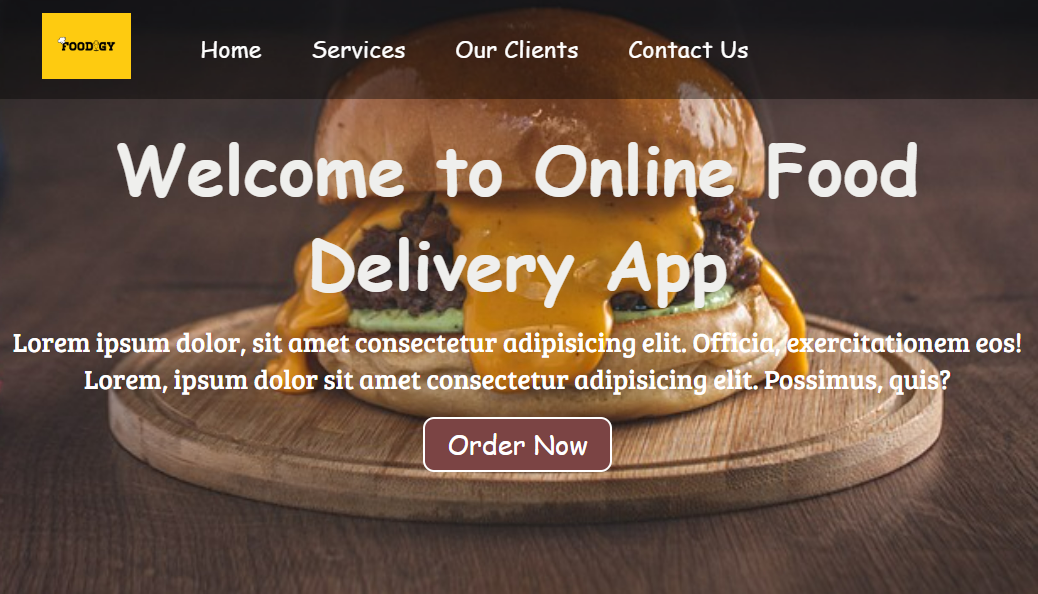 FOODIGY
Home Services Our Clients Contact Us
Welcome to Online Food
Delivery App
Lorem ipsum dolor, sit amet consectetur adipisicing elit. Officia, exercitationem eos!
Lorem, ipsum dolor sit amet consectetur adipisicing elit. Possimus, quis?
Order Now